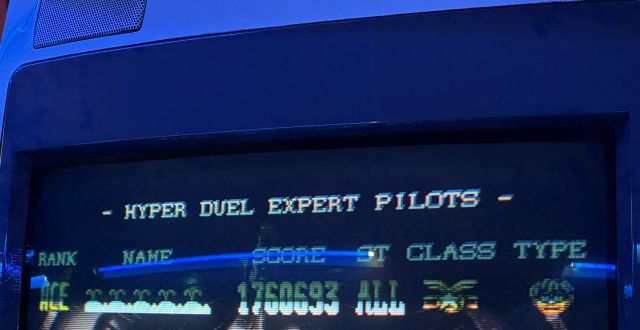 - HYPER DUEL EXPERT PILOTS -
RANK NAME SCORE ST CLASS TYPE
ACE 1760693 ALL